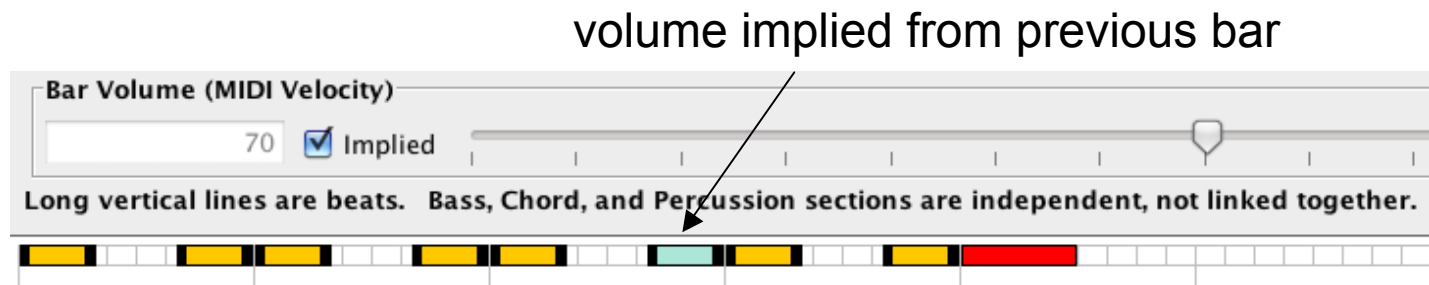 volume implied from previous bar
Bar Volume (MIDI Velocity)
70 Implied
Long vertical lines are beats. Bass, Chord, and Percussion sections are independent, not linked together.